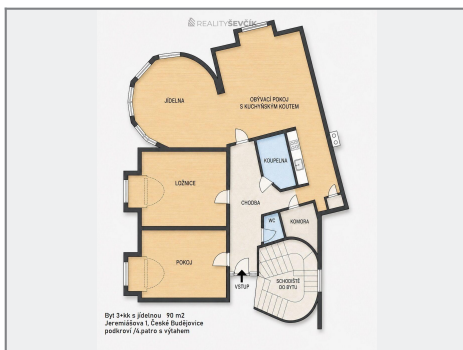 REALITYŠEVČÍK
JÍDELNA
OBÝVACÍ POKOJ
S KUCHYŇSKÝM KOUTEM
KOUPELNA
LOŽNICE
CHODBA
WC
KOMORA
POKOJ
SCHODIŠTĚ
DO BYTU
VSTUP
Byt 3+kk s jídelnou 90 m2
Jeremiášova 1, České Budějovice
podkroví /4.patro s výtahem